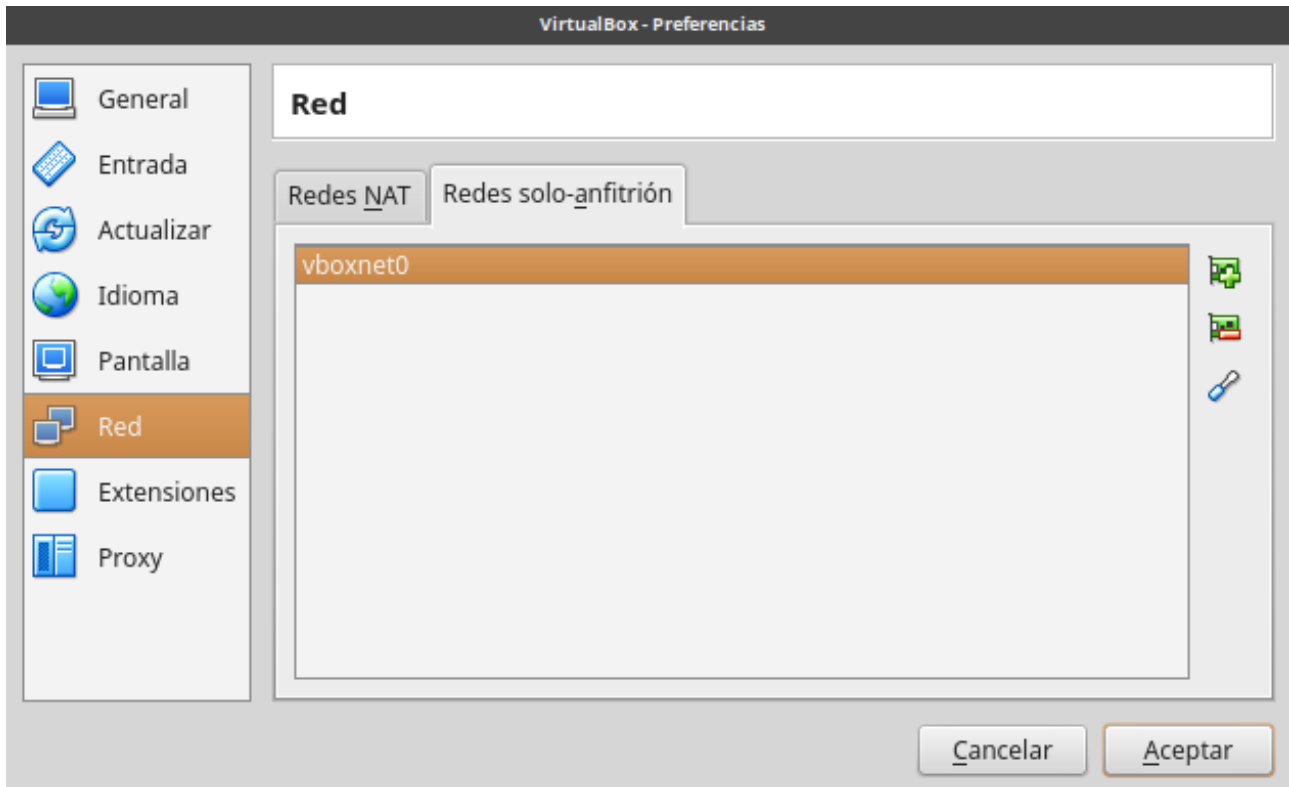 VirtualBox - Preferencias
General
Entrada
Actualizar
Idioma
Pantalla
Red
Extensiones
Proxy
Red
Redes NAT
Redes solo-anfitrión
vboxnet0
Cancelar
Aceptar